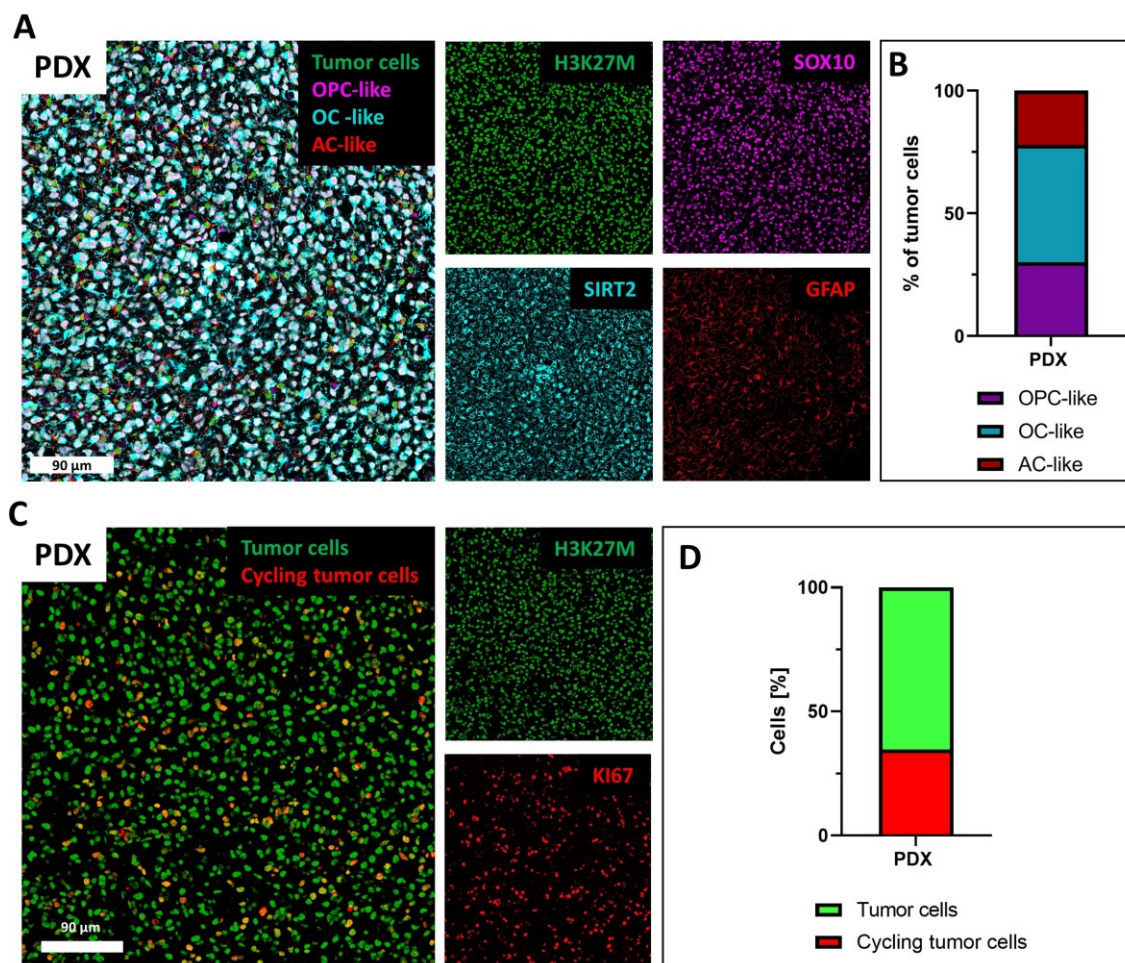 A
PDX
Tumor cells
OPC-like
OC -like
AC-like
90 µm
H3K27M
SOX10
SIRT2
GFAP
B
100
50
0
% of tumor cells
PDX
OPC-like
OC-like
AC-like
C
PDX
Tumor cells
Cycling tumor cells
90 µm
H3K27M
KI67
D
100
50
0
Cells [%]
PDX
Tumor cells
Cycling tumor cells